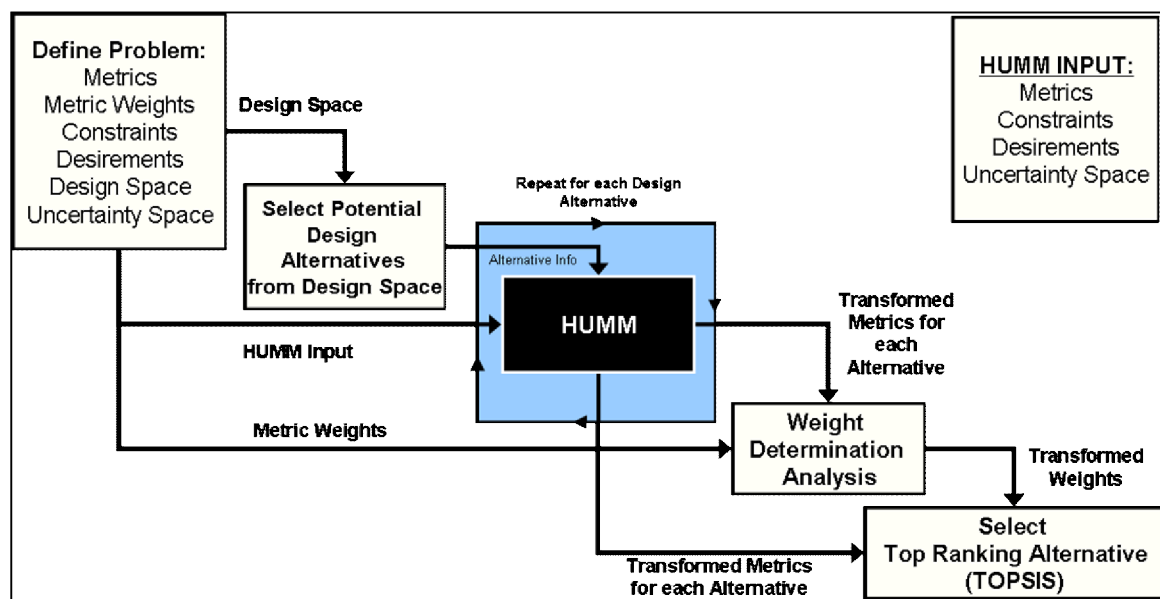 Define Problem:
Metrics
Metric Weights
Constraints
Desirements
Design Space
Uncertainty Space
HUMM INPUT:
Metrics
Constraints
Desirements
Uncertainty Space
Design Space
Select Potential
Design
Alternatives
from Design Space
Repeat for each Design
Alternative
Alternative Info
HUMM
HUMM Input
Transformed
Metrics for
each
Alternative
Metric Weights
Weight
Determination
Analysis
Transformed
Weights
Transformed Metrics
for each Alternative
Select
Top Ranking Alternative
(TOPSIS)